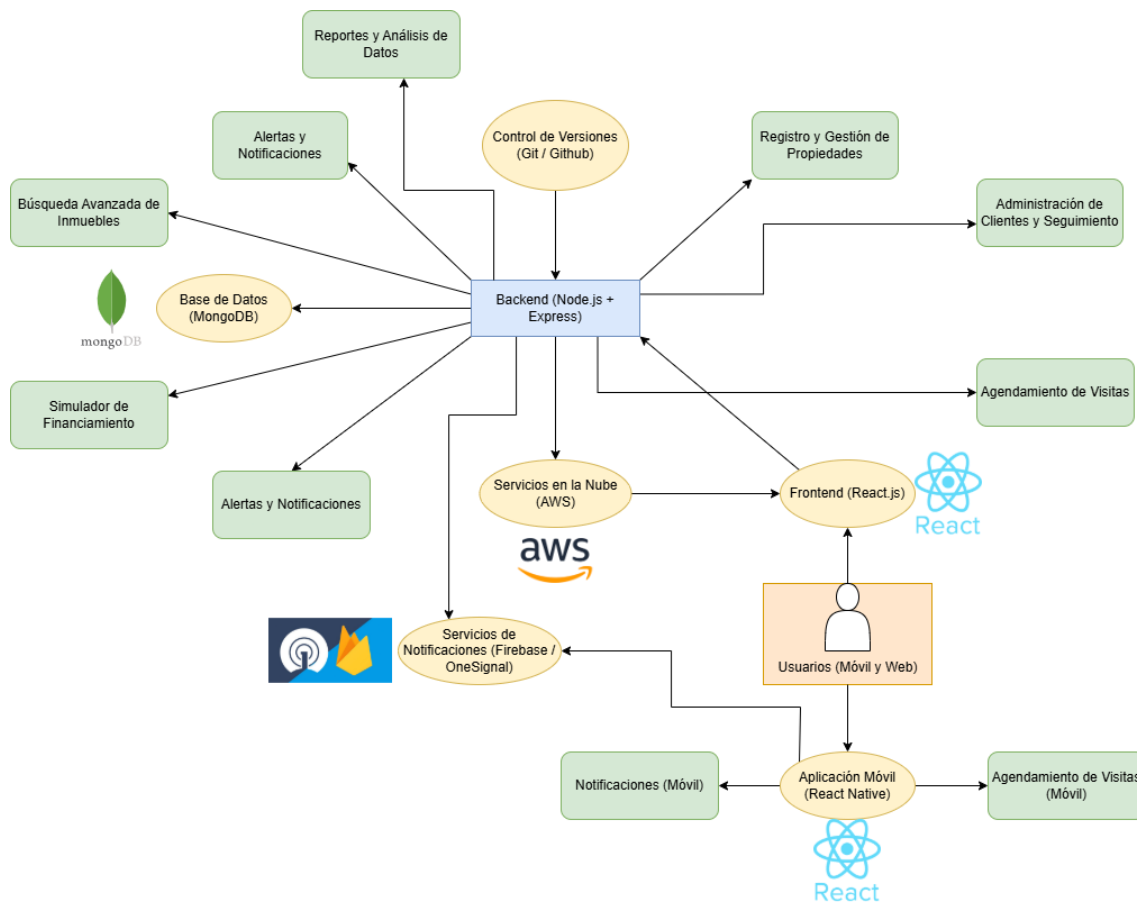 Reportes y Análisis de
Datos
Alertas y
Notificaciones
Control de Versiones
(Git / Github)
Registro y Gestión de
Propiedades
Búsqueda Avanzada de
Inmuebles
Administración de
Clientes y Seguimiento
mongoDB
Base de Datos
(MongoDB)
Backend (Node.js +
Express)
Simulador de
Financiamiento
Agendamiento de Visitas
Alertas y Notificaciones
Servicios en la Nube
(AWS)
aws
Frontend (React.js)
React
Servicios de
Notificaciones (Firebase /
OneSignal)
Usuarios (Móvil y Web)
Notificaciones (Móvil)
Aplicación Móvil
(React Native)
React
Agendamiento de Visitas
(Móvil)